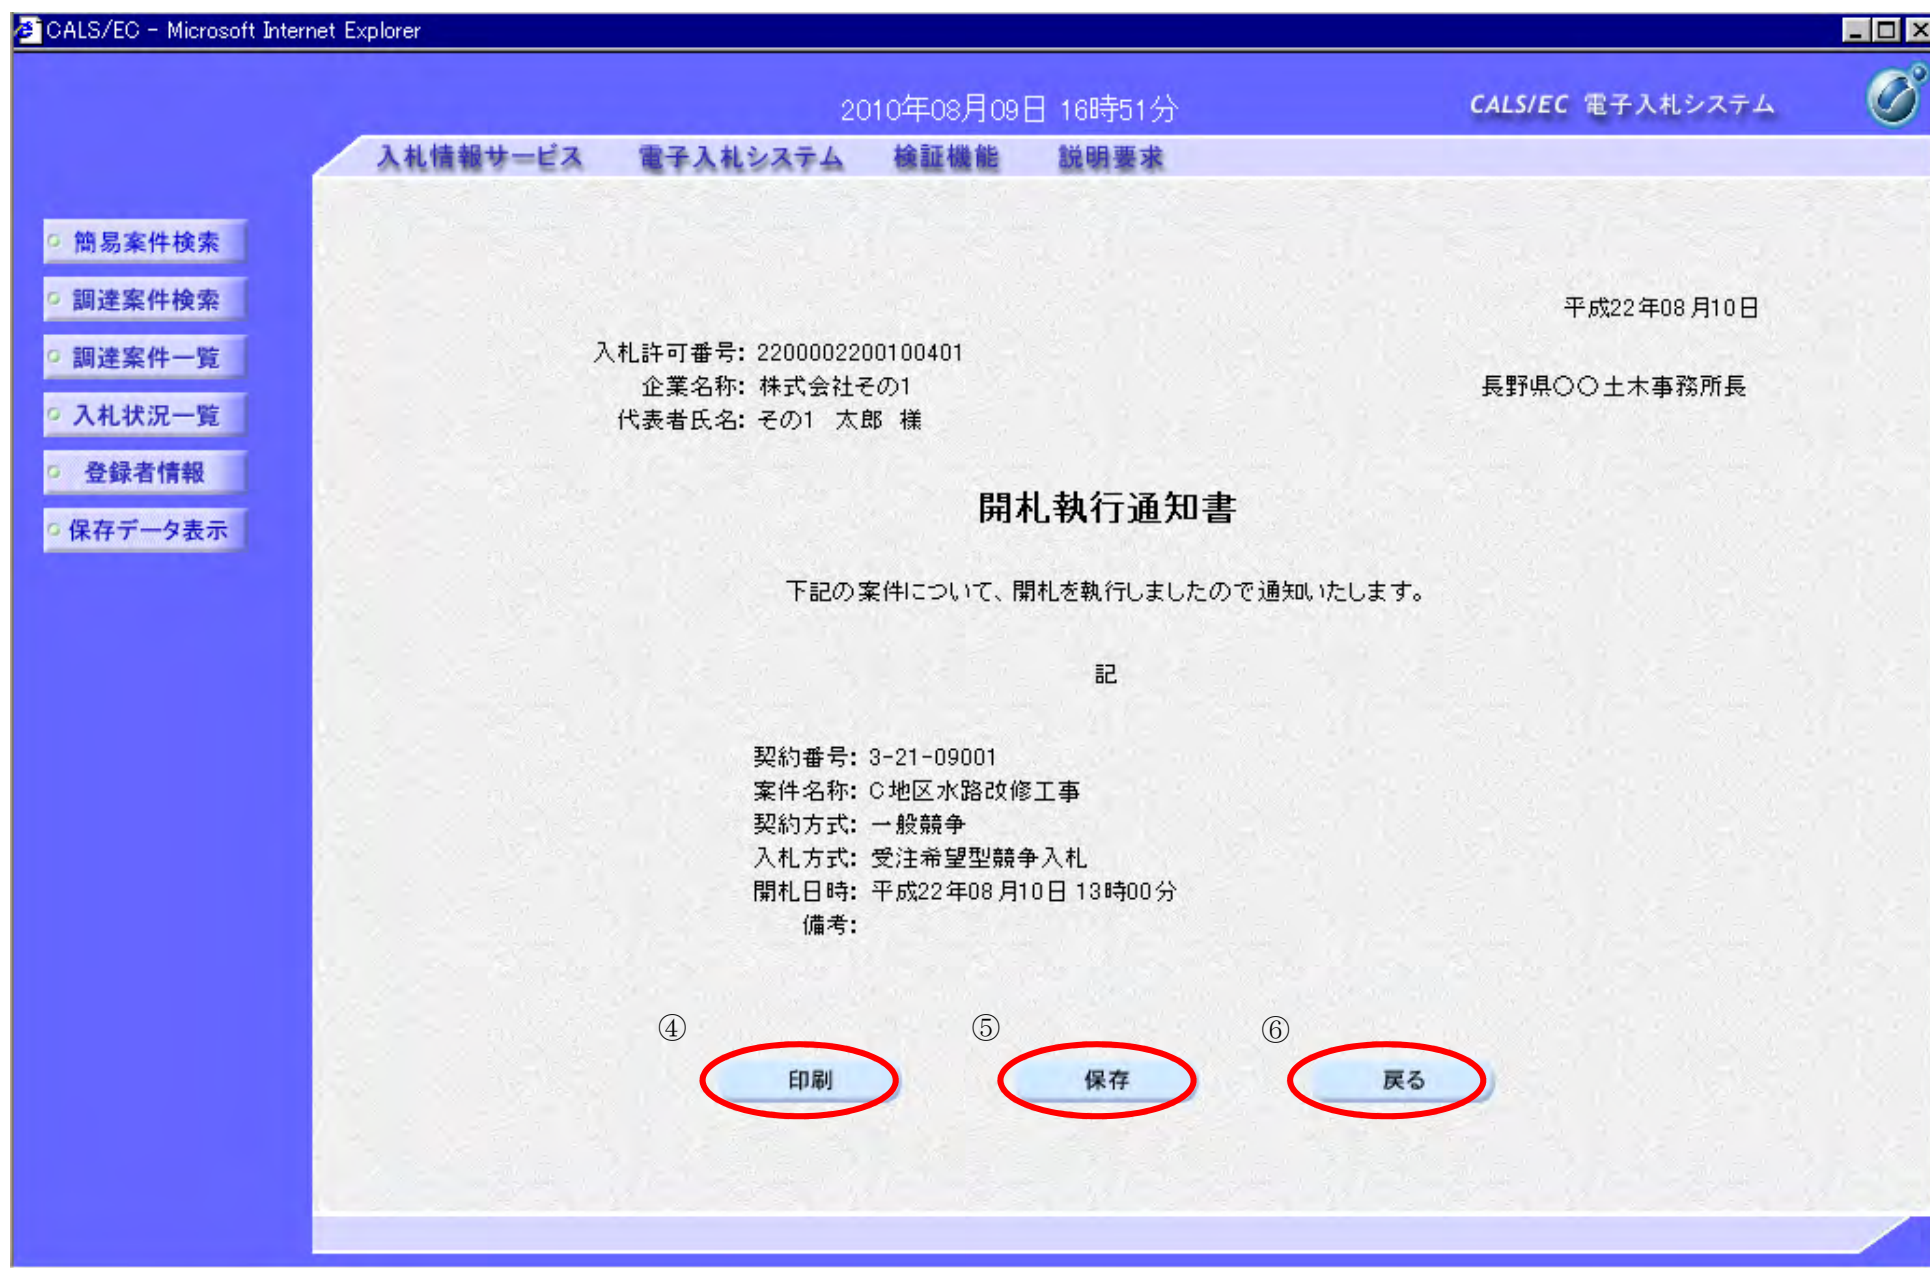 CALS/EC - Microsoft Internet Explorer
2010年08月09日 16時51分
CALS/EC 電子入札システム
入札情報サービス 電子入札システム 検証機能 説明要求
簡易案件検索
調達案件検索
調達案件一覧
入札状況一覧
登録者情報
保存データ表示
平成22年08月10日
入札許可番号: 2200002200100401
企業名称: 株式会社その1
長野県○○土木事務所長
代表者氏名: その1 太郎 様
開札執行通知書
下記の案件について、開札を執行しましたので通知いたします。
記
契約番号: 3-21-09001
案件名称: C地区水路改修工事
契約方式: 一般競争
入札方式: 受注希望型競争入札
開札日時: 平成22年08月10日 13時00分
備考:
④ ⑤ ⑥
印刷 保存 戻る